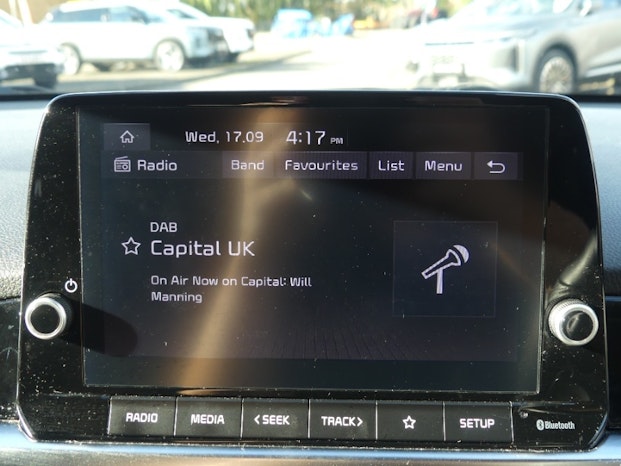 Wed, 17.09 4:17 PM
Radio Band Favourites List Menu
DAB
Capital UK
On Air Now on Capital: Will
Manning
RADIO MEDIA < SEEK TRACK > SETUP
Bluetooth